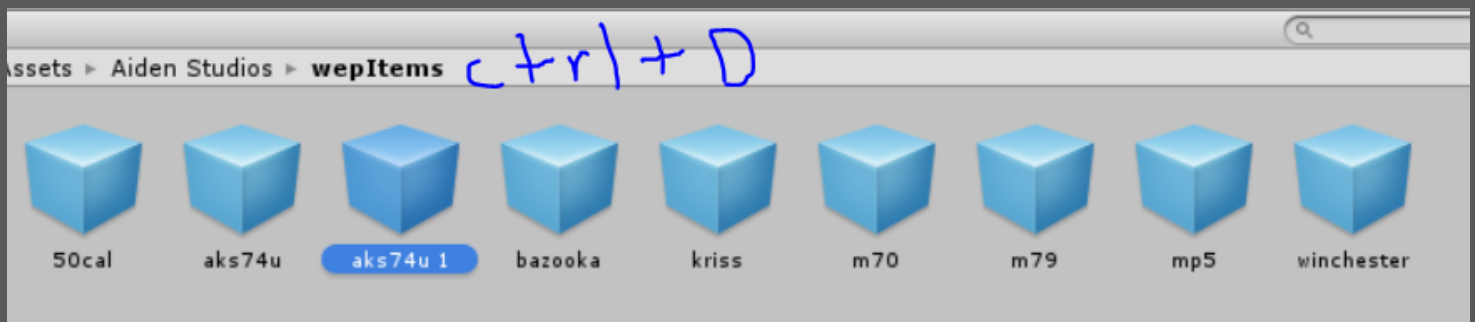 Assets ▸ Aiden Studios ▸ wepItems ctrl + D
50cal aks74u aks74u 1 bazooka kriss m70 m79 mp5 winchester